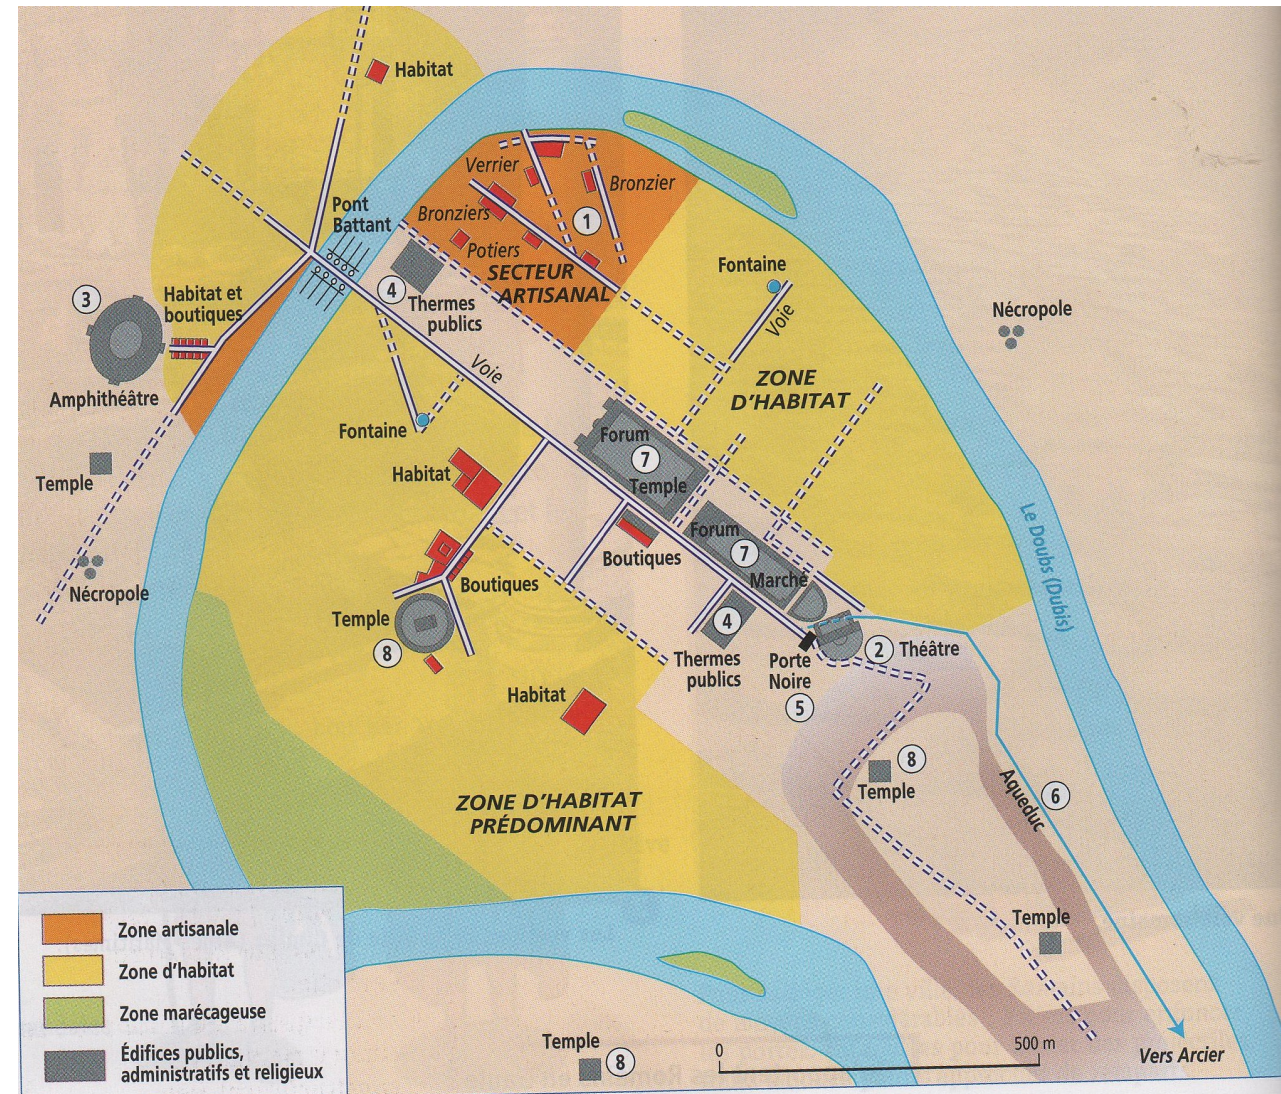 Habitat
Verrier
Bronzier
Pont
Battant
Bronziers
1
Potiers
SECTEUR
ARTISANAL
Fontaine
Voie
4
Thermes
publics
3
Habitat et
boutiques
Amphithéâtre
Nécropole
Voie
ZONE
D'HABITAT
Fontaine
Forum
7
Temple
Habitat
Temple
Forum
7
Marché
Le Doubs (Dubis)
Boutiques
Boutiques
Nécropole
Temple
8
4
Thermes
publics
Porte
Noire
5
2
Théâtre
Habitat
8
Temple
Aqueduc
6
ZONE D'HABITAT
PRÉDOMINANT
Temple
Zone artisanale
Zone d'habitat
Zone marécageuse
Édifices publics,
administratifs et religieux
Temple
8
0
500 m
Vers Arcier